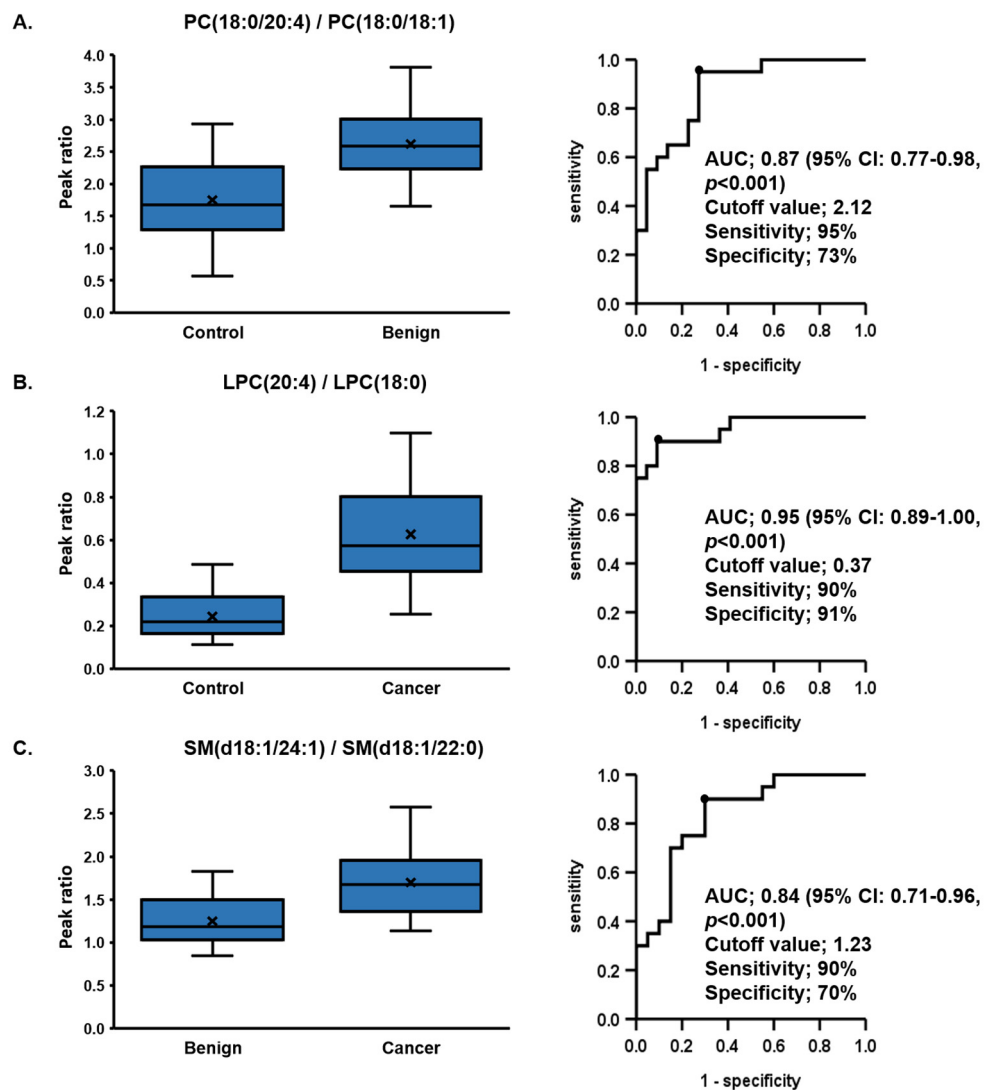 A.
PC(18:0/20:4) / PC(18:0/18:1)
Peak ratio
4.0
3.5
3.0
2.5
2.0
1.5
1.0
0.5
0.0
Control
Benign
sensitivity
1.0
0.8
0.6
0.4
0.2
0.0
0.0
0.2
0.4
0.6
0.8
1.0
1 - specificity
AUC; 0.87 (95% CI: 0.77-0.98,
p<0.001)
Cutoff value; 2.12
Sensitivity; 95%
Specificity; 73%
B.
LPC(20:4) / LPC(18:0)
Peak ratio
1.2
1.0
0.8
0.6
0.4
0.2
0.0
Control
Cancer
sensitivity
1.0
0.8
0.6
0.4
0.2
0.0
0.0
0.2
0.4
0.6
0.8
1.0
1 - specificity
AUC; 0.95 (95% CI: 0.89-1.00,
p<0.001)
Cutoff value; 0.37
Sensitivity; 90%
Specificity; 91%
C.
SM(d18:1/24:1) / SM(d18:1/22:0)
Peak ratio
3.0
2.5
2.0
1.5
1.0
0.5
0.0
Benign
Cancer
sensitiity
1.0
0.8
0.6
0.4
0.2
0.0
0.0
0.2
0.4
0.6
0.8
1.0
1 - specificity
AUC; 0.84 (95% CI: 0.71-0.96,
p<0.001)
Cutoff value; 1.23
Sensitivity; 90%
Specificity; 70%